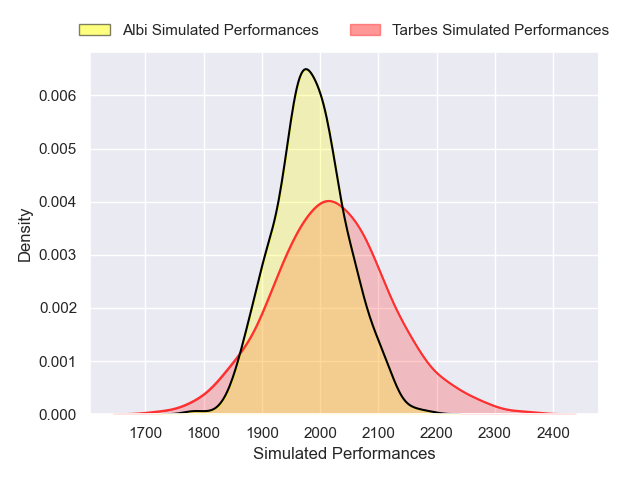 Albi Simulated Performances Tarbes Simulated Performances
0.006
0.005
0.004
0.003
0.002
0.001
0.000
Density
1700 1800 1900 2000 2100 2200 2300 2400
Simulated Performances